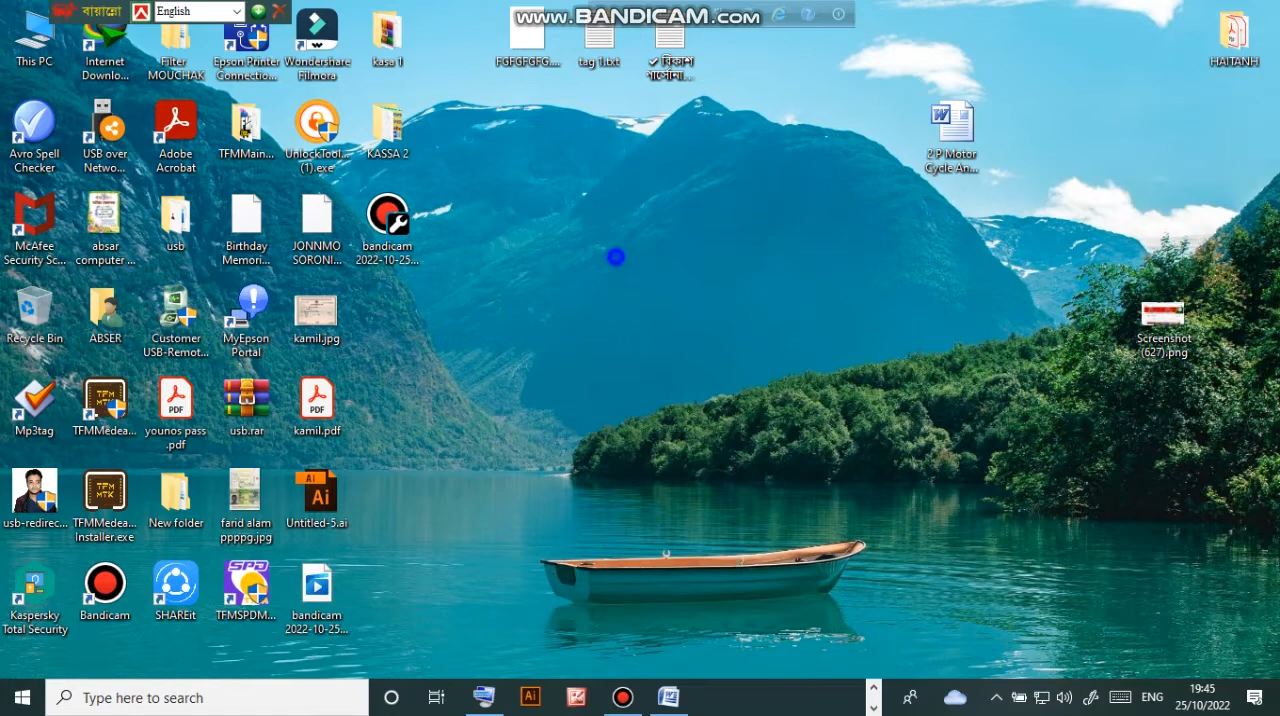 বায়ান্নো
English
www.BANDICAM.com
This PC
Internet
Downlo...
Filter
MOUCHAK
Epson Printer
Connectio...
Wondershare
Filmora
kasa 1
FGFGFGFG....
tag 1.txt
✔ বিকাশ
পার্সোনা...
HAITANH
Avro Spell
Checker
USB over
Netwo...
Adobe
Acrobat
TFMMain...
UnlockTool...
(1).exe
KASSA 2
2 P Motor
Cycle An...
McAfee
Security Sc...
absar
computer ...
usb
Birthday
Memori...
JONNMO
SORONI...
bandicam
2022-10-25...
Recycle Bin
ABSER
Customer
USB-Remot...
MyEpson
Portal
kamil.jpg
Screenshot
(627).png
Mp3tag
TFMMedea...
younos pass
.pdf
usb.rar
kamil.pdf
usb-redirec...
TFMMedea...
Installer.exe
New folder
farid alam
ppppg.jpg
Untitled-5.ai
Kaspersky
Total Security
Bandicam
SHAREit
TFMSPDM...
bandicam
2022-10-25...
Type here to search
ENG
19:45
25/10/2022